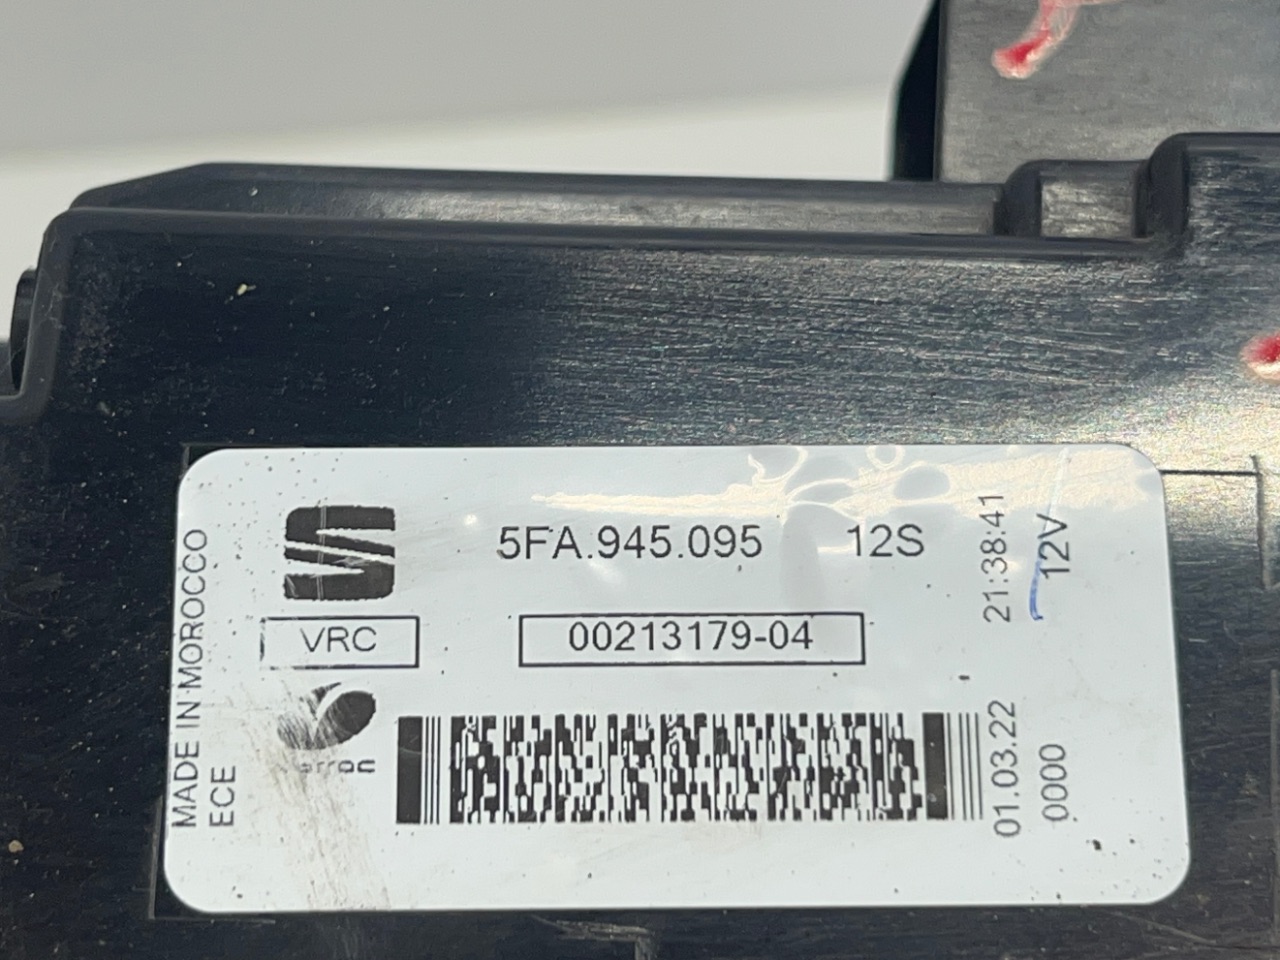 5FA.945.095 12S
VRC
00213179-04
MADE IN MOROCCO
ECE
21:38:41
12V
01.03.22
0000